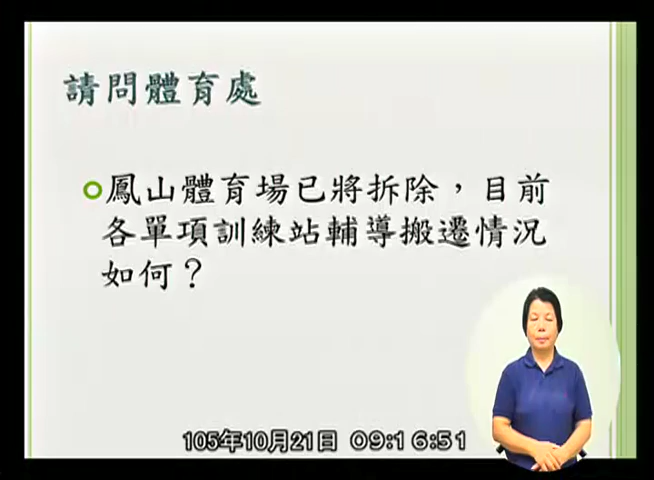 請問體育處
鳳山體育場已將拆除，目前
各單項訓練站輔導搬遷情況
如何？
105年10月21日 09:16:51